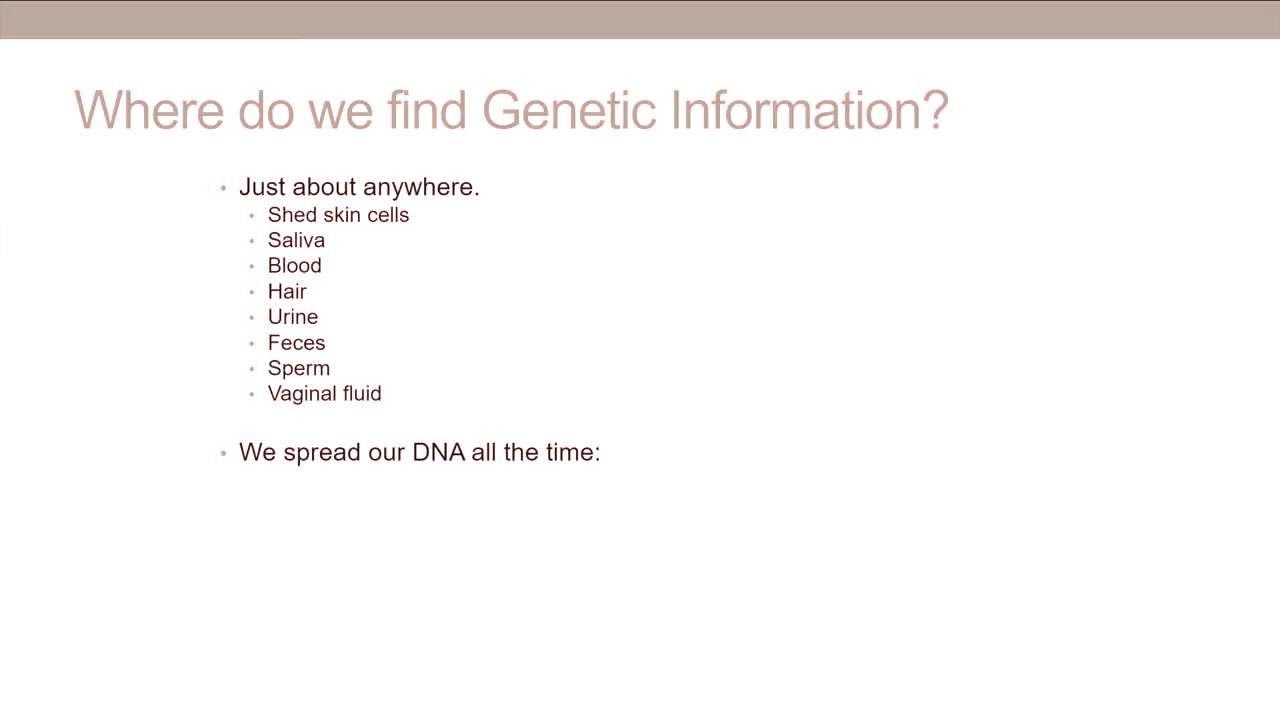 Where do we find Genetic Information?
• Just about anywhere.
• Shed skin cells
• Saliva
• Blood
• Hair
• Urine
• Feces
• Sperm
• Vaginal fluid
• We spread our DNA all the time: